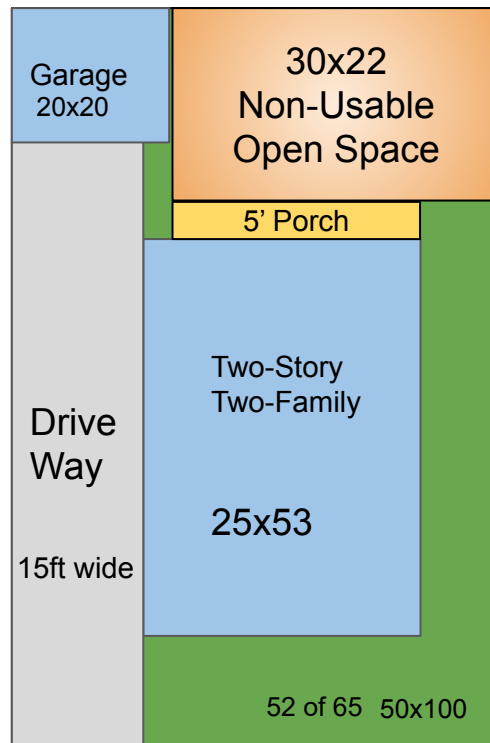 Garage
20x20
30x22
Non-Usable
Open Space
5' Porch
Two-Story
Two-Family
Drive
Way
25x53
15ft wide
52 of 65 50x100